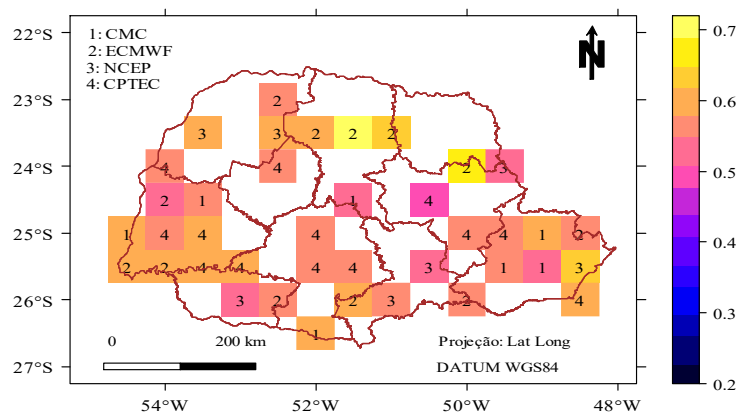 1: CMC
2: ECMWF
3: NCEP
4: CPTEC
N
22°S
23°S
24°S
25°S
26°S
27°S
2
3 3 2 2 2
4 4 2 3
2 1 1 4
1 4 4 4 4 4 1 2
2 2 4 4 4 4 3 1 1 3
3 2 2 3 2 4
1
0 200 km
Projeção: Lat Long
DATUM WGS84
54°W 52°W 50°W 48°W
0.7
0.6
0.5
0.4
0.3
0.2